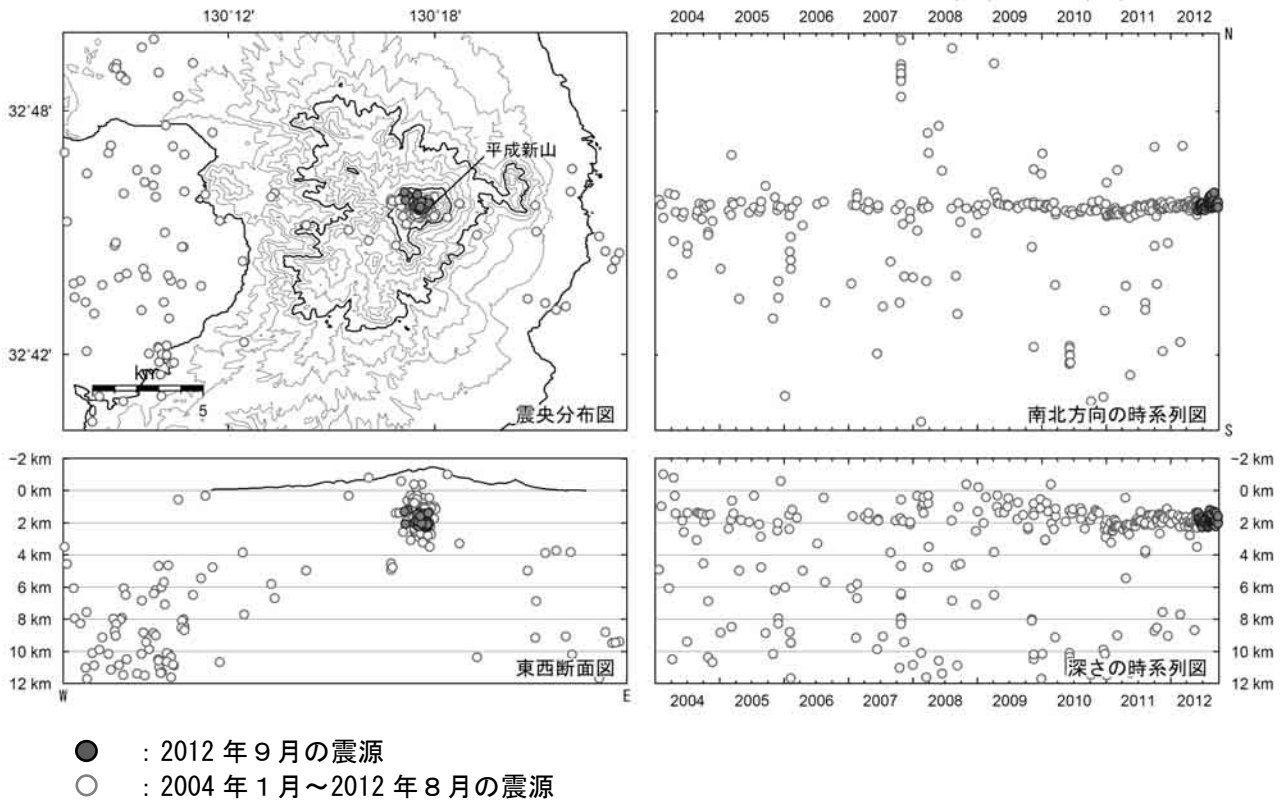 130°12′ 130°18′
2004 2005 2006 2007 2008 2009 2010 2011 2012
N
32°48′
平成新山
32°42′
km
0 5
震央分布図
南北方向の時系列図
S
-2 km
0 km
2 km
4 km
6 km
8 km
10 km
12 km
W E
東西断面図
-2 km
0 km
2 km
4 km
6 km
8 km
10 km
12 km
深さの時系列図
2004 2005 2006 2007 2008 2009 2010 2011 2012
● : 2012 年９月の震源
○ : 2004 年１月～2012 年８月の震源